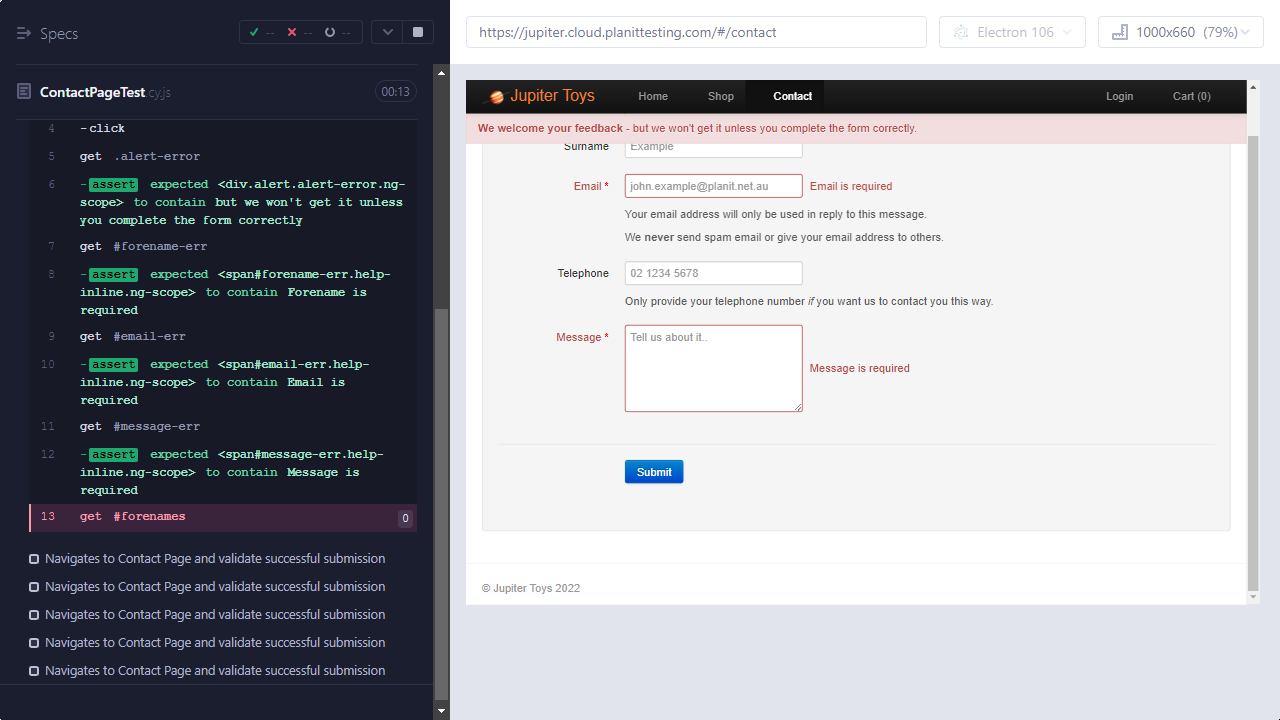 Specs
-- -- --
ContactPageTest.cy.js 00:13
4 -click
5 get .alert-error
6 -assert expected <div.alert.alert-error.ng-
scope> to contain but we won't get it unless
you complete the form correctly
7 get #forename-err
8 -assert expected <span#forename-err.help-
inline.ng-scope> to contain Forename is
required
9 get #email-err
10 -assert expected <span#email-err.help-
inline.ng-scope> to contain Email is
required
11 get #message-err
12 -assert expected <span#message-err.help-
inline.ng-scope> to contain Message is
required
13 get #forenames 0
Navigates to Contact Page and validate successful submission
Navigates to Contact Page and validate successful submission
Navigates to Contact Page and validate successful submission
Navigates to Contact Page and validate successful submission
Navigates to Contact Page and validate successful submission
https://jupiter.cloud.planittesting.com/#/contact
Electron 106
1000x660 (79%)
Jupiter Toys Home Shop Contact Login Cart (0)
We welcome your feedback - but we won't get it unless you complete the form correctly.
Surname Example
Email * john.example@planit.net.au Email is required
Your email address will only be used in reply to this message.
We never send spam email or give your email address to others.
Telephone 02 1234 5678
Only provide your telephone number if you want us to contact you this way.
Message * Tell us about it..
Message is required
Submit
© Jupiter Toys 2022